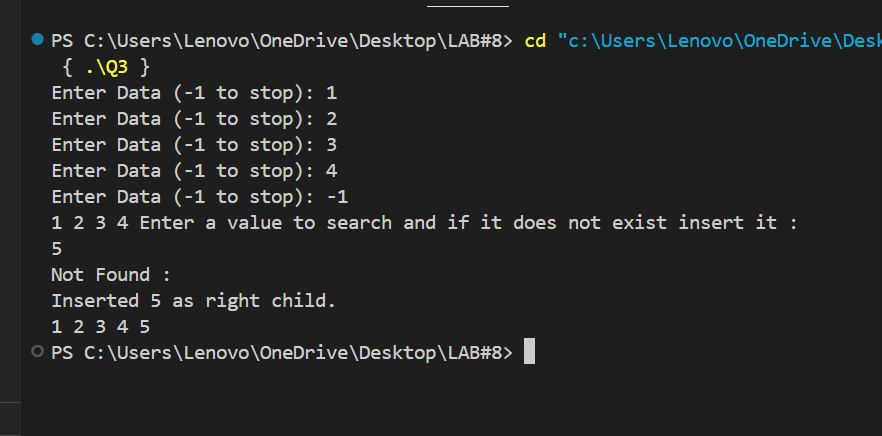 PS C:\Users\Lenovo\OneDrive\Desktop\LAB#8> cd "c:\Users\Lenovo\OneDrive\Desk
{ .\Q3 }
Enter Data (-1 to stop): 1
Enter Data (-1 to stop): 2
Enter Data (-1 to stop): 3
Enter Data (-1 to stop): 4
Enter Data (-1 to stop): -1
1 2 3 4 Enter a value to search and if it does not exist insert it :
5
Not Found :
Inserted 5 as right child.
1 2 3 4 5
PS C:\Users\Lenovo\OneDrive\Desktop\LAB#8>